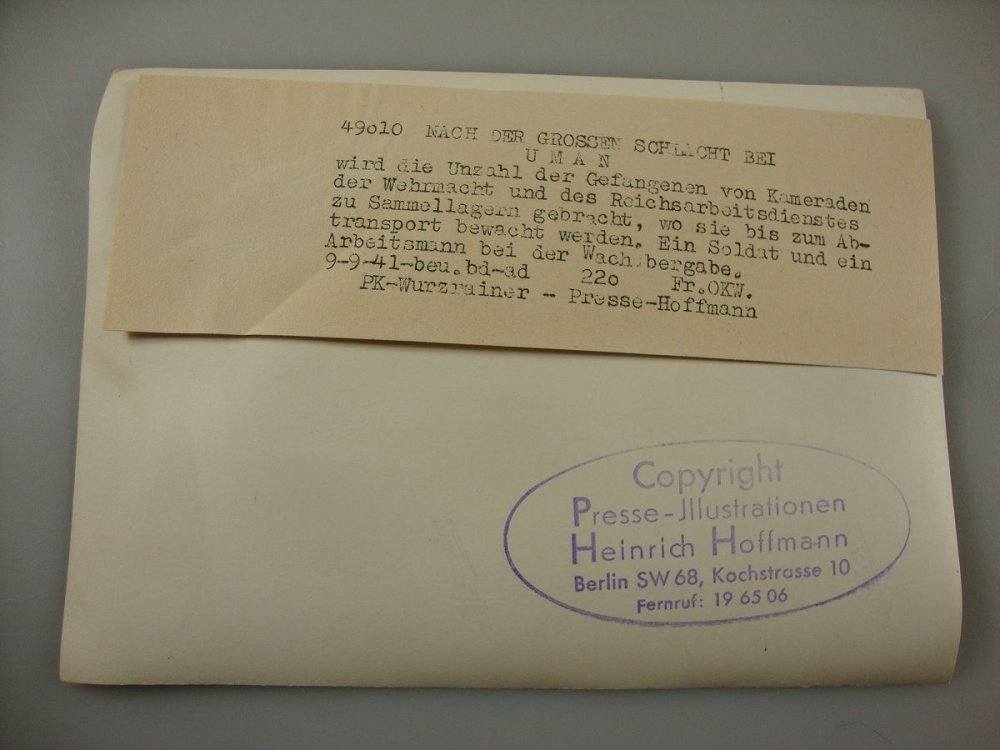 49010 NACH DER GROSSEN SCHLACHT BEI
U M A N
wird die Unzahl der Gefangenen von Kameraden
der Wehrmacht und des Reichsarbeitsdienstes
zu Sammellagern gebracht, wo sie bis zum Ab-
transport bewacht werden. Ein Soldat und ein
Arbeitsmann bei der Wach bergabe.
9-9-41-beu.bd-ad 220 Fr.OKW.
PK-Wurzrainer - Presse-Hoffmann
Copyright
Presse-Jllustrationen
Heinrich Hoffmann
Berlin SW 68, Kochstrasse 10
Fernruf: 19 65 06